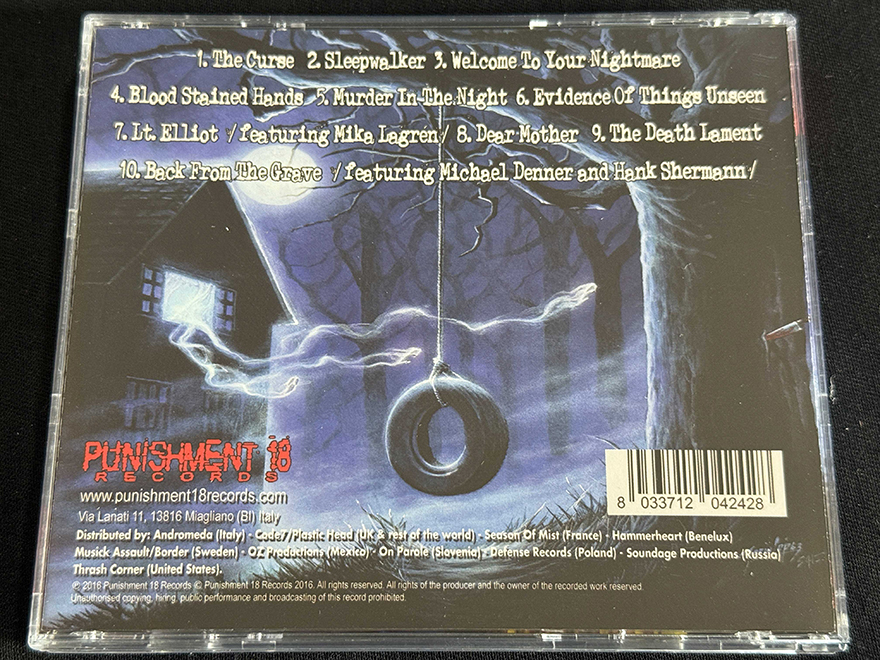 1. The Curse 2. Sleepwalker 3. Welcome To Your Nightmare
4. Blood Stained Hands 5. Murder In The Night 6. Evidence Of Things Unseen
7. Lt. Elliot /featuring Mika Lagrén/ 8. Dear Mother 9. The Death Lament
10. Back From The Grave /featuring Michael Denner and Hank Shermann/
PUNISHMENT 18
RECORDS
www.punishment18records.com
Via Lariati 11, 13816 Miagliano (BI) Italy
8 033712 042428
Distributed by: Andromeda (Italy) - Code7/Plastic Head (UK & rest of the world) - Season Of Mist (France) - Hammerheart (Benelux)
Musick Assault/Border (Sweden) - OZ Productions (Mexico) - On Parole (Slovenia) - Defense Records (Poland) - Soundage Productions (Russia)
Thrash Corner (United States).
℗ 2016 Punishment 18 Records © Punishment 18 Records 2016. All rights reserved. All rights of the producer and the owner of the recorded work reserved.
Unauthorised copying, hiring, public performance and broadcasting of this record prohibited.